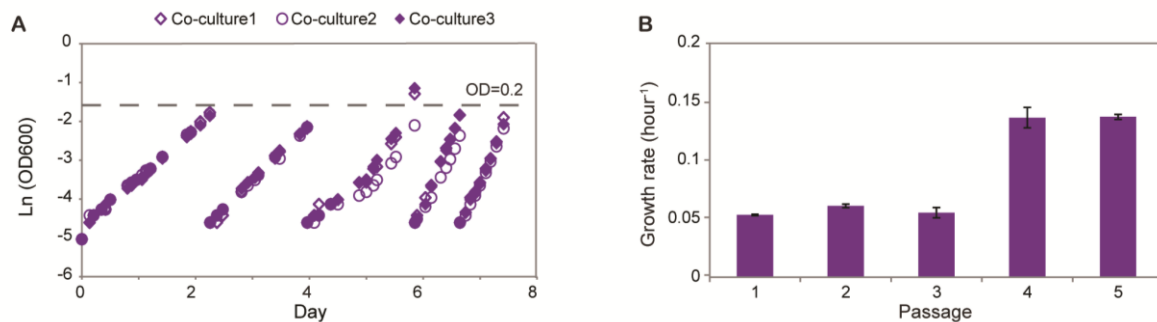 A
Co-culture1 Co-culture2 Co-culture3
0
-1
-2
-3
-4
-5
-6
OD=0.2
Ln (OD600)
0 2 4 6 8
Day
B
0.2
0.15
0.1
0.05
0
Growth rate (hour⁻¹)
1 2 3 4 5
Passage